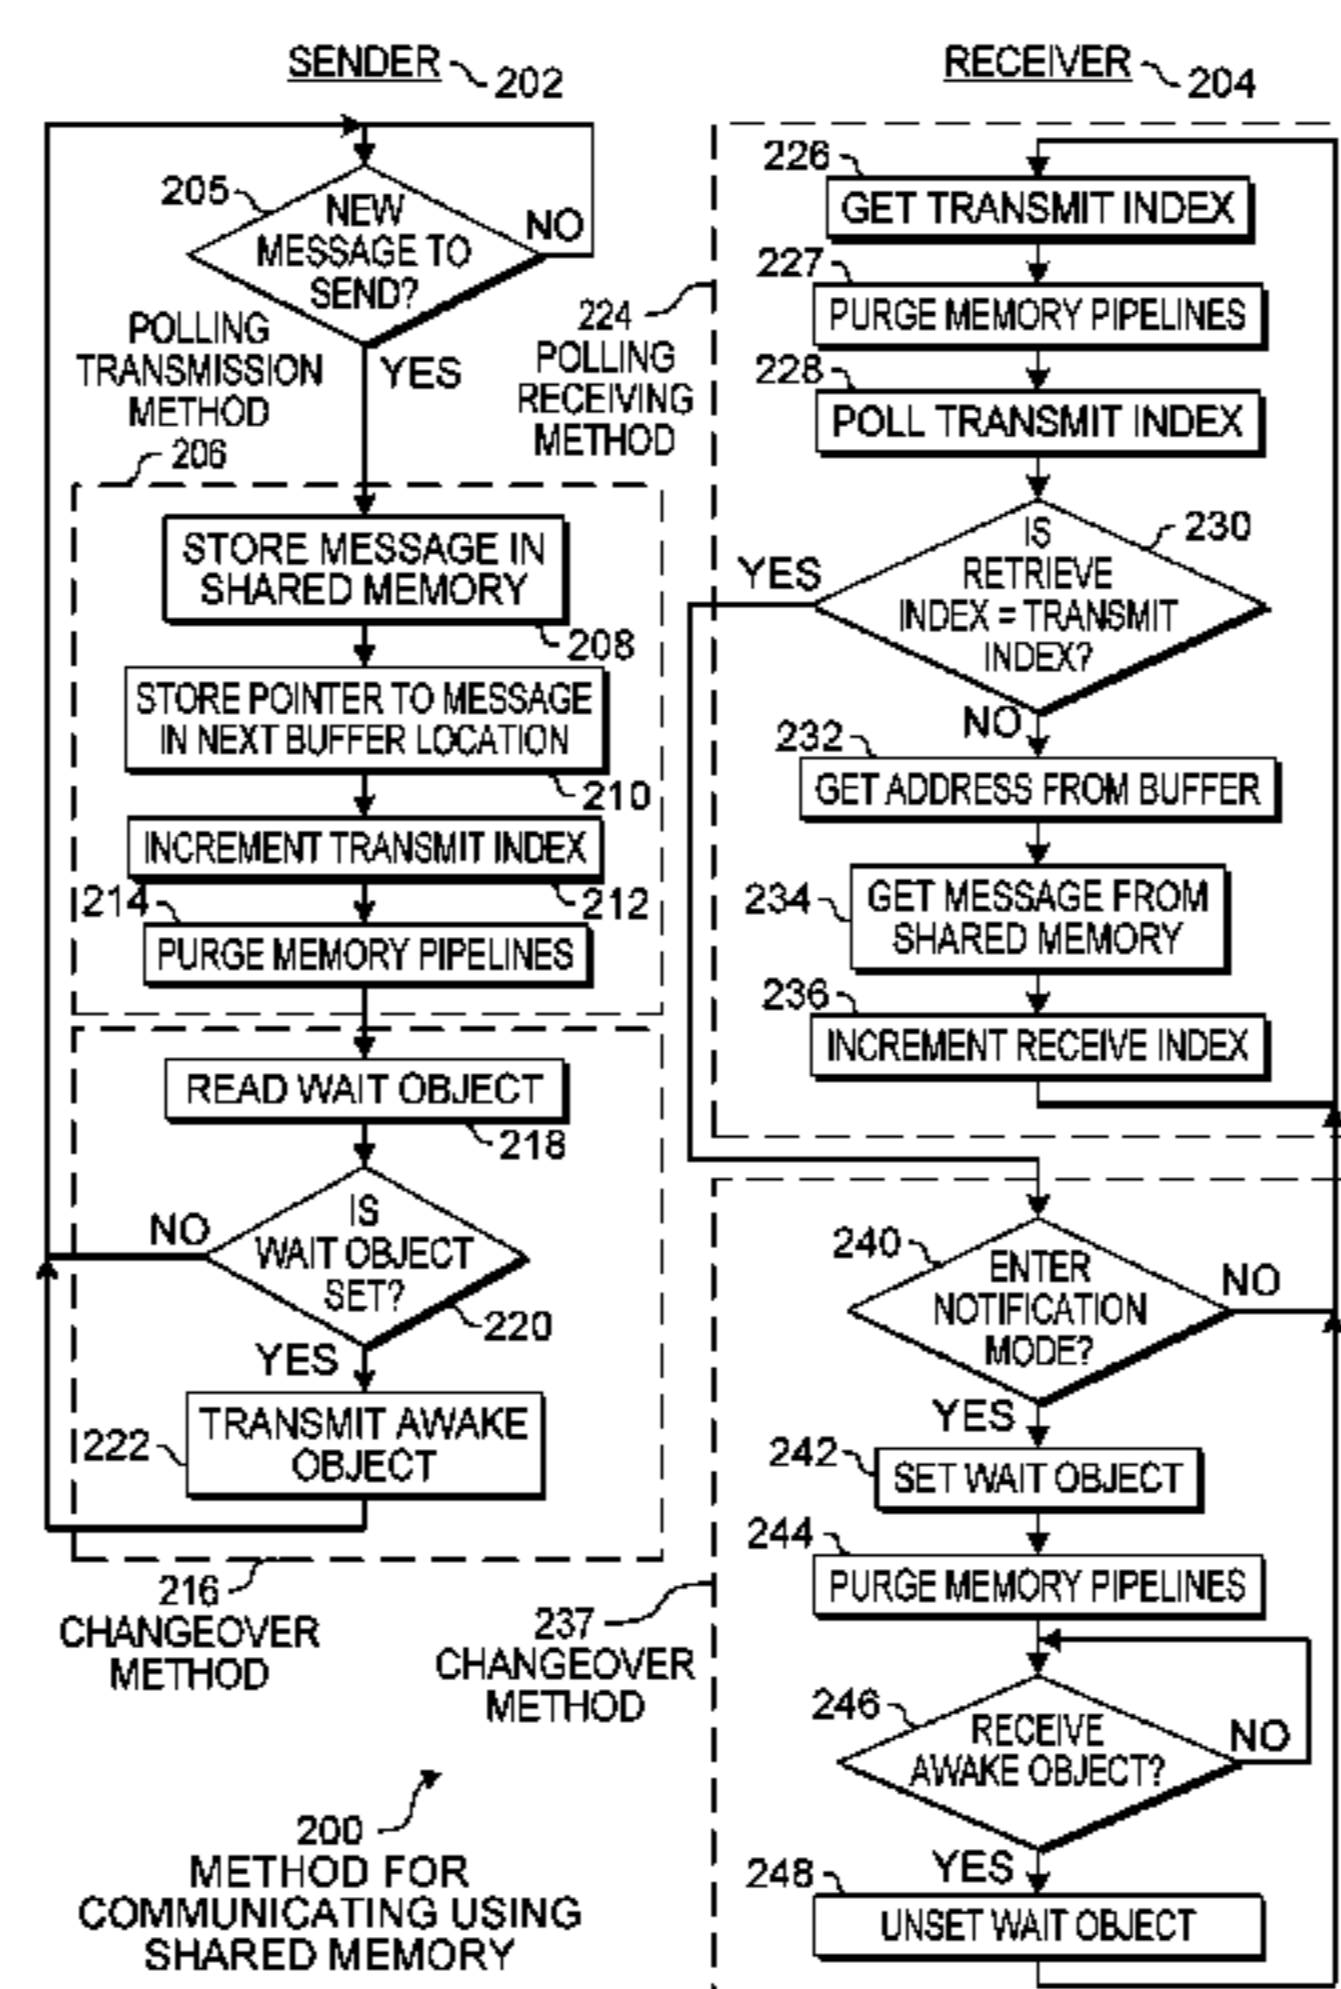 SENDER 202
205
NEW
MESSAGE TO
SEND?
NO
YES
POLLING
TRANSMISSION
METHOD
206
STORE MESSAGE IN
SHARED MEMORY
208
STORE POINTER TO MESSAGE
IN NEXT BUFFER LOCATION
210
INCREMENT TRANSMIT INDEX
212
214
PURGE MEMORY PIPELINES
READ WAIT OBJECT
218
IS
WAIT OBJECT
SET?
NO
220
YES
TRANSMIT AWAKE
OBJECT
222
216
CHANGEOVER
METHOD
200
METHOD FOR
COMMUNICATING USING
SHARED MEMORY
RECEIVER 204
226
GET TRANSMIT INDEX
227
PURGE MEMORY PIPELINES
224
POLLING
RECEIVING
METHOD
228
POLL TRANSMIT INDEX
230
IS
RETRIEVE
INDEX = TRANSMIT
INDEX?
YES
NO
232
GET ADDRESS FROM BUFFER
234
GET MESSAGE FROM
SHARED MEMORY
236
INCREMENT RECEIVE INDEX
240
ENTER
NOTIFICATION
MODE?
NO
YES
242
SET WAIT OBJECT
244
PURGE MEMORY PIPELINES
237
CHANGEOVER
METHOD
246
RECEIVE
AWAKE OBJECT?
NO
YES
248
UNSET WAIT OBJECT